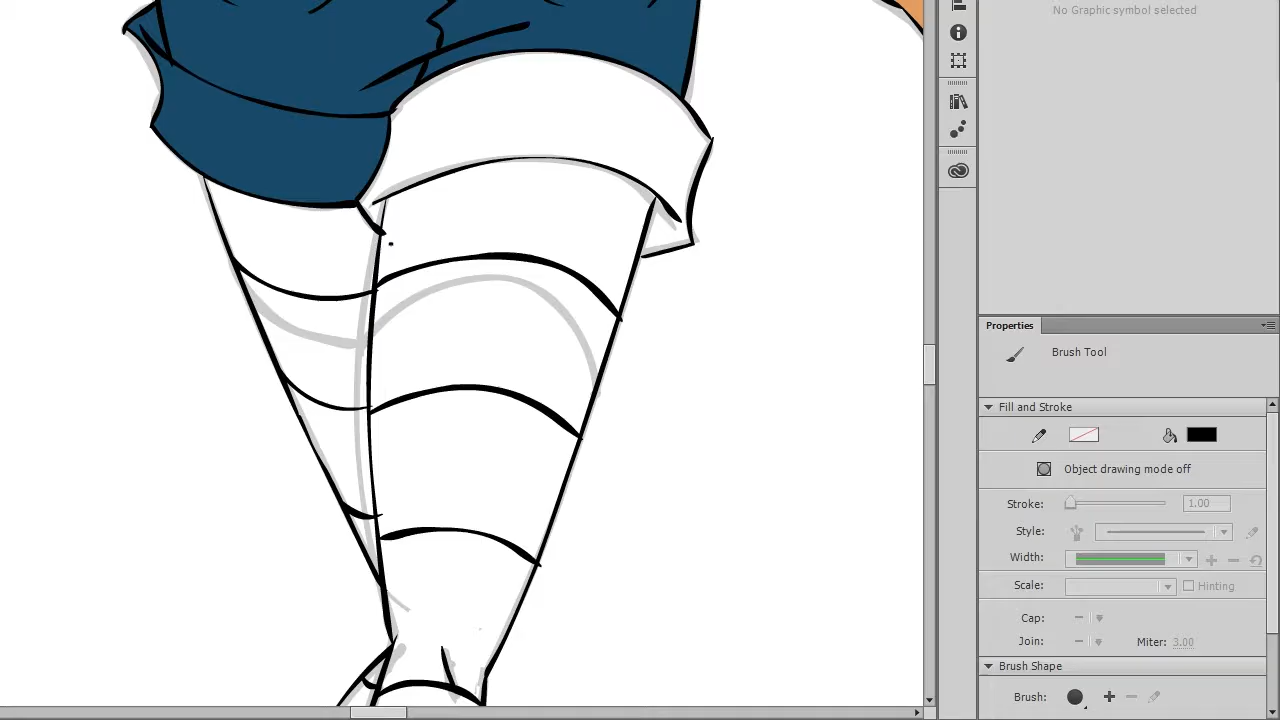 No Graphic symbol selected
Properties
Brush Tool
Fill and Stroke
Object drawing mode off
Stroke: 1.00
Style:
Width:
Scale: Hinting
Cap:
Join: Miter: 3.00
Brush Shape
Brush: